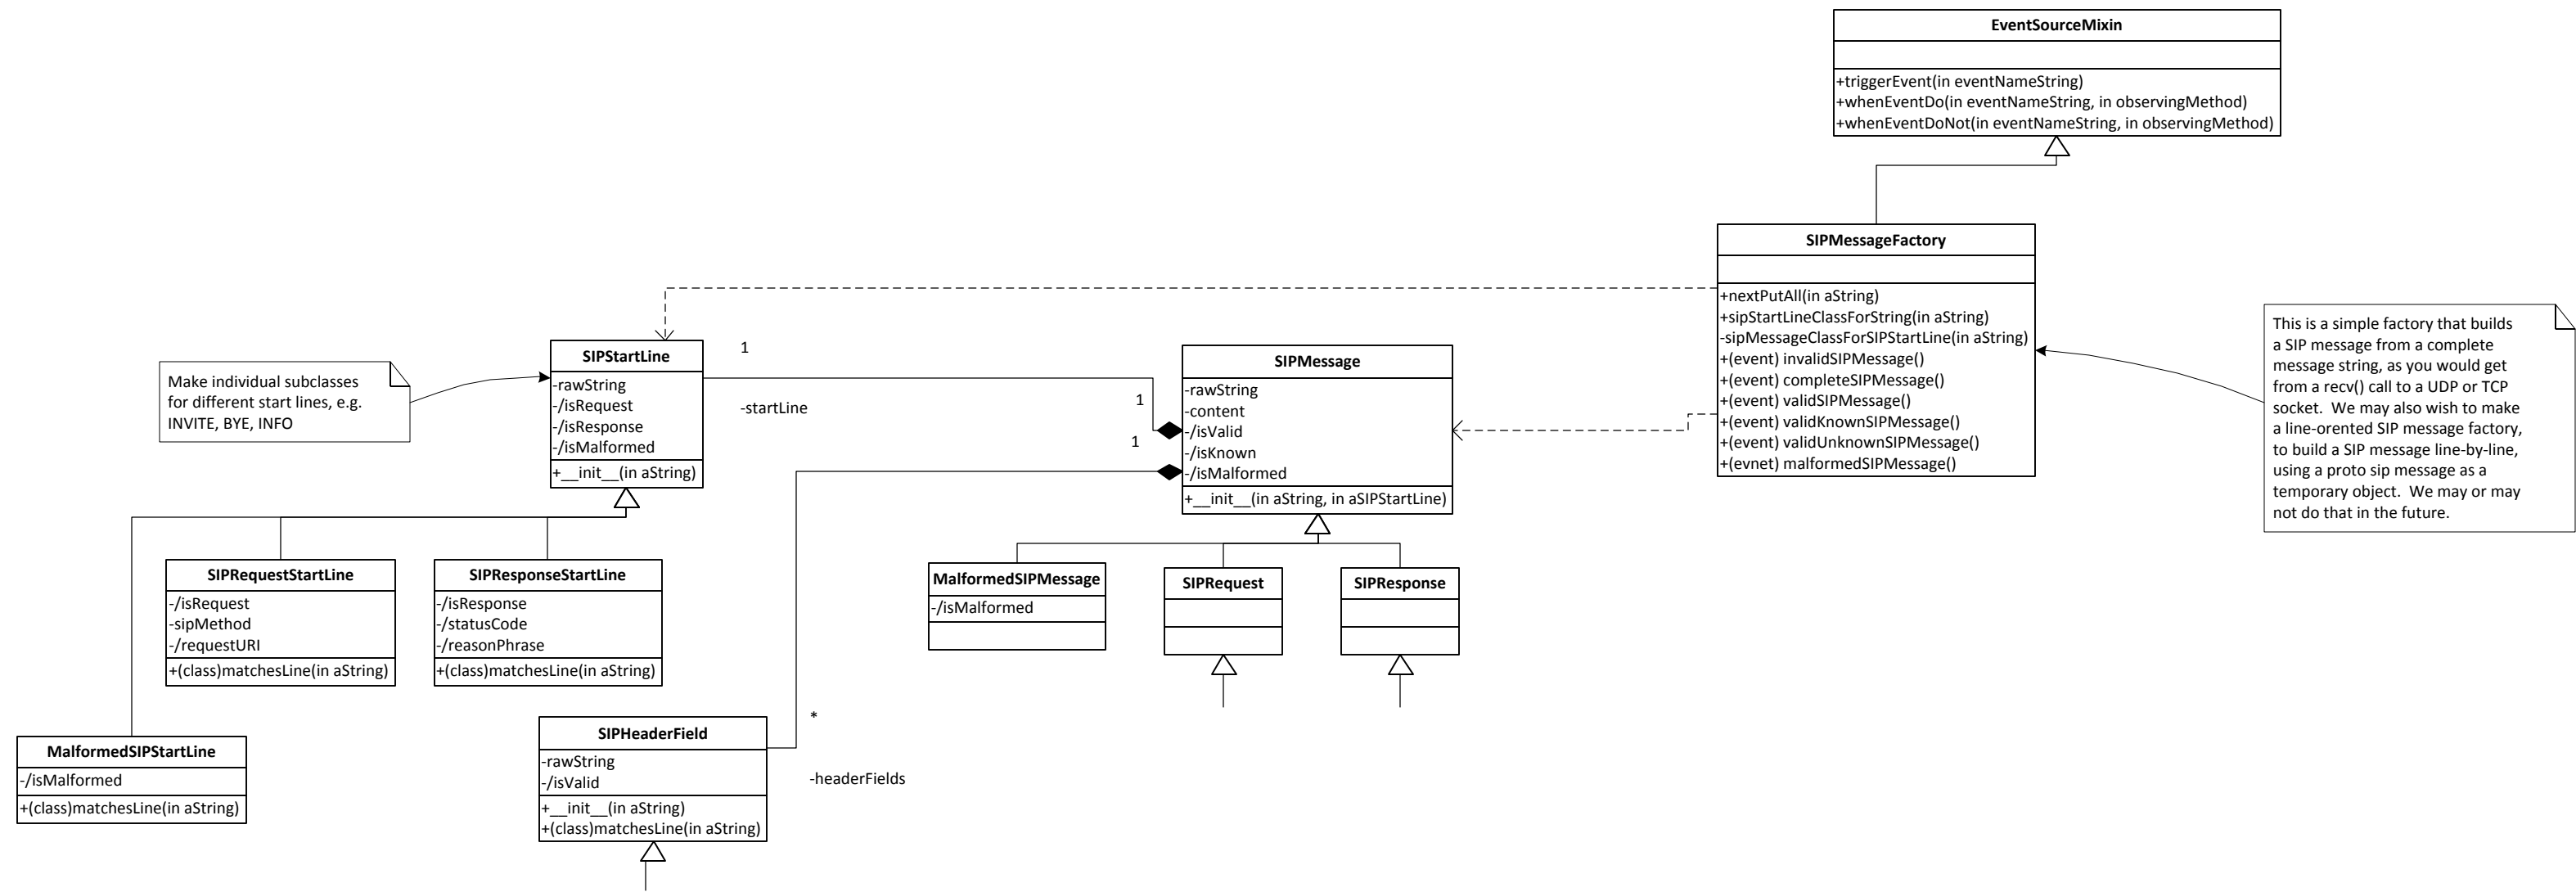 EventSourceMixin
+triggerEvent(in eventNameString)
+whenEventDo(in eventNameString, in observingMethod)
+whenEventDoNot(in eventNameString, in observingMethod)
SIPMessageFactory
+nextPutAll(in aString)
+sipStartLineClassForString(in aString)
-sipMessageClassForSIPStartLine(in aString)
+(event) invalidSIPMessage()
+(event) completeSIPMessage()
+(event) validSIPMessage()
+(event) validKnownSIPMessage()
+(event) validUnknownSIPMessage()
+(evnet) malformedSIPMessage()
This is a simple factory that builds
a SIP message from a complete
message string, as you would get
from a recv() call to a UDP or TCP
socket.  We may also wish to make
a line-orented SIP message factory,
to build a SIP message line-by-line,
using a proto sip message as a
temporary object.  We may or may
not do that in the future.
Make individual subclasses
for different start lines, e.g.
INVITE, BYE, INFO
SIPStartLine
-rawString
-/isRequest
-/isResponse
-/isMalformed
+__init__(in aString)
1
-startLine
1
1
SIPMessage
-rawString
-content
-/isValid
-/isKnown
-/isMalformed
+__init__(in aString, in aSIPStartLine)
SIPRequestStartLine
-/isRequest
-sipMethod
-/requestURI
+(class)matchesLine(in aString)
SIPResponseStartLine
-/isResponse
-/statusCode
-/reasonPhrase
+(class)matchesLine(in aString)
MalformedSIPMessage
-/isMalformed
SIPRequest
SIPResponse
MalformedSIPStartLine
-/isMalformed
+(class)matchesLine(in aString)
SIPHeaderField
-rawString
-/isValid
+__init__(in aString)
+(class)matchesLine(in aString)
*
-headerFields